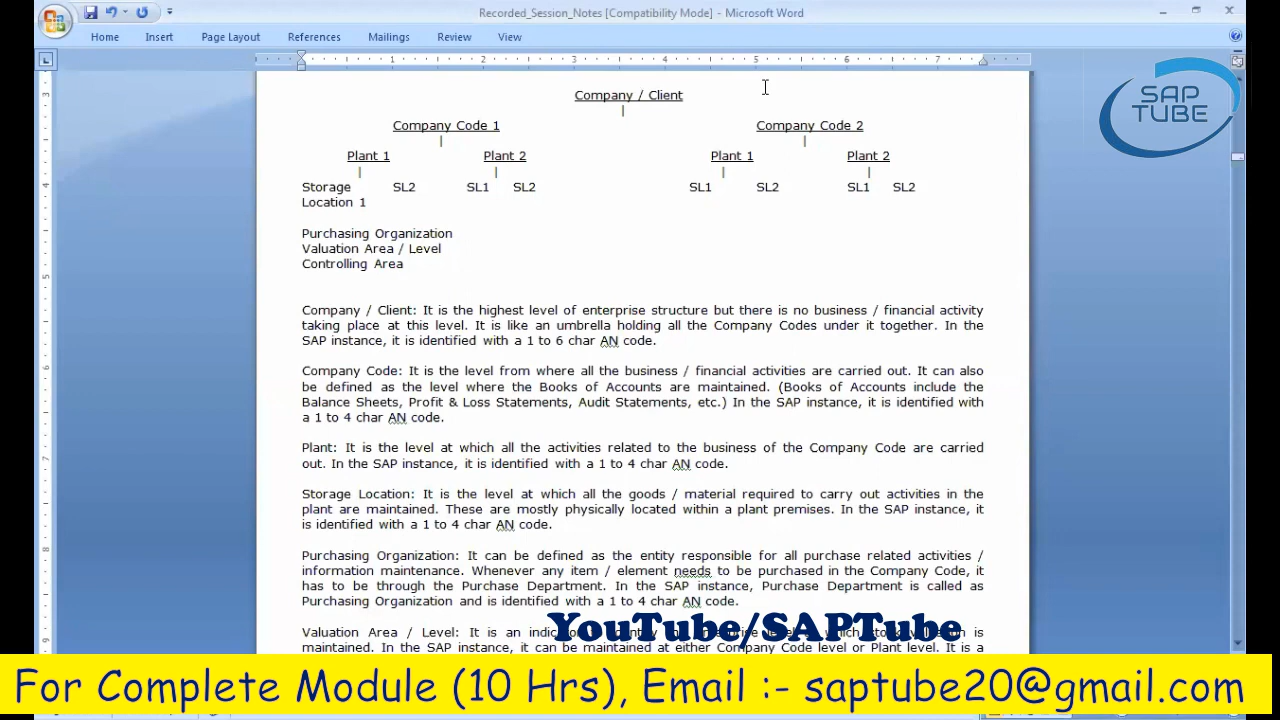 Recorded_Session_Notes [Compatibility Mode] - Microsoft Word
Home Insert Page Layout References Mailings Review View
1 2 3 4 5 6 7
SAP
TUBE
Company / Client
|
Company Code 1 Company Code 2
| |
Plant 1 Plant 2 Plant 1 Plant 2
| | | |
Storage SL2 SL1 SL2 SL1 SL2 SL1 SL2
Location 1
Purchasing Organization
Valuation Area / Level
Controlling Area
Company / Client: It is the highest level of enterprise structure but there is no business / financial activity
taking place at this level. It is like an umbrella holding all the Company Codes under it together. In the
SAP instance, it is identified with a 1 to 6 char AN code.
Company Code: It is the level from where all the business / financial activities are carried out. It can also
be defined as the level where the Books of Accounts are maintained. (Books of Accounts include the
Balance Sheets, Profit & Loss Statements, Audit Statements, etc.) In the SAP instance, it is identified with
a 1 to 4 char AN code.
Plant: It is the level at which all the activities related to the business of the Company Code are carried
out. In the SAP instance, it is identified with a 1 to 4 char AN code.
Storage Location: It is the level at which all the goods / material required to carry out activities in the
plant are maintained. These are mostly physically located within a plant premises. In the SAP instance, it
is identified with a 1 to 4 char AN code.
Purchasing Organization: It can be defined as the entity responsible for all purchase related activities /
information maintenance. Whenever any item / element needs to be purchased in the Company Code, it
has to be through the Purchase Department. In the SAP instance, Purchase Department is called as
Purchasing Organization and is identified with a 1 to 4 char AN code.
YouTube/SAPTube
Valuation Area / Level: It is an is
maintained. In the SAP instance, it can be maintained at either Company Code level or Plant level. It is a
For Complete Module (10 Hrs), Email :- saptube20@gmail.com